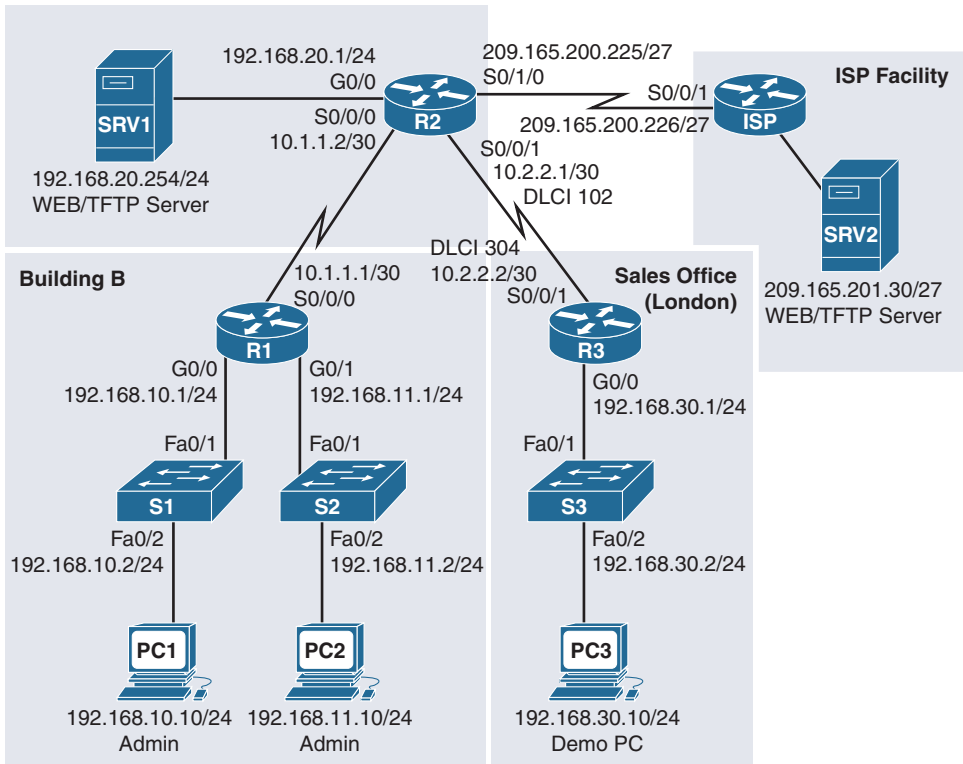 192.168.20.1/24
G0/0
SRV1
S0/0/0
10.1.1.2/30
R2
192.168.20.254/24
WEB/TFTP Server
209.165.200.225/27
S0/1/0
S0/0/1
209.165.200.226/27
ISP
ISP Facility
S0/0/1
10.2.2.1/30
DLCI 102
SRV2
209.165.201.30/27
WEB/TFTP Server
Building B
10.1.1.1/30
S0/0/0
R1
G0/0
192.168.10.1/24
G0/1
192.168.11.1/24
Fa0/1
Fa0/1
S1
S2
Fa0/2
192.168.10.2/24
Fa0/2
192.168.11.2/24
PC1
PC2
192.168.10.10/24
Admin
192.168.11.10/24
Admin
DLCI 304
10.2.2.2/30
S0/0/1
Sales Office
(London)
R3
G0/0
192.168.30.1/24
Fa0/1
S3
Fa0/2
192.168.30.2/24
PC3
192.168.30.10/24
Demo PC